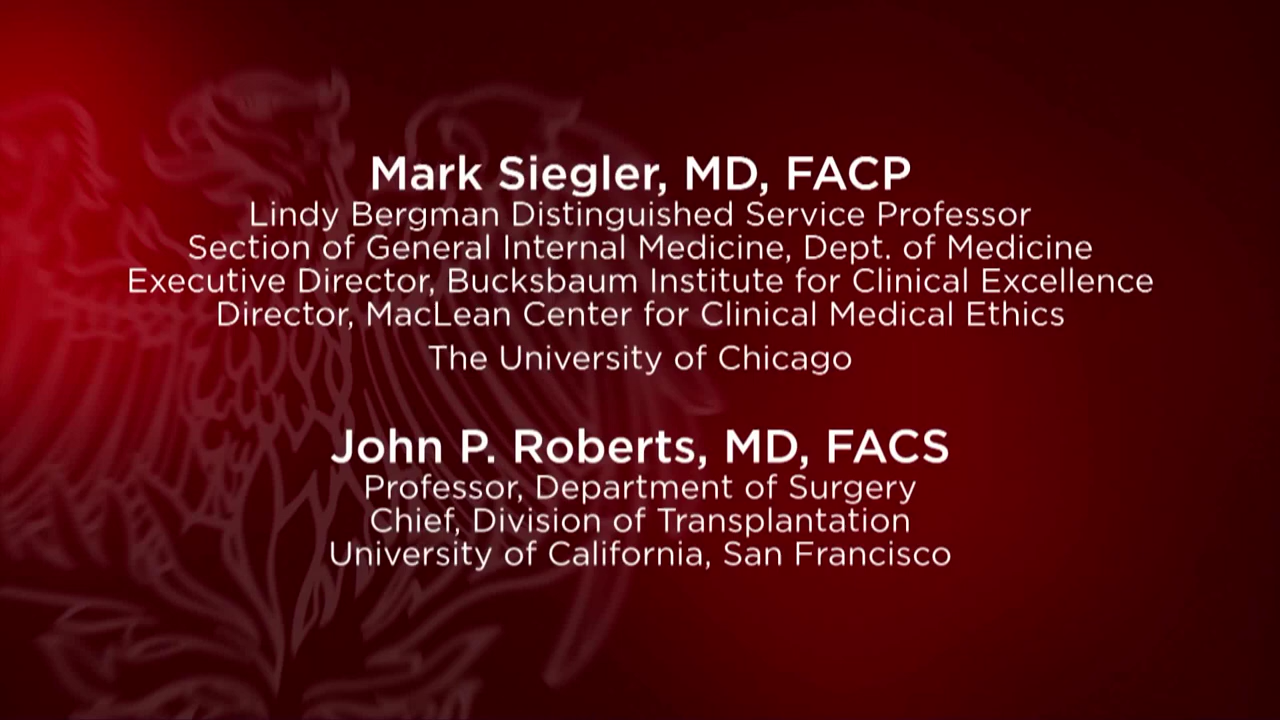 Mark Siegler, MD, FACP
Lindy Bergman Distinguished Service Professor
Section of General Internal Medicine, Dept. of Medicine
Executive Director, Bucksbaum Institute for Clinical Excellence
Director, MacLean Center for Clinical Medical Ethics
The University of Chicago
John P. Roberts, MD, FACS
Professor, Department of Surgery
Chief, Division of Transplantation
University of California, San Francisco